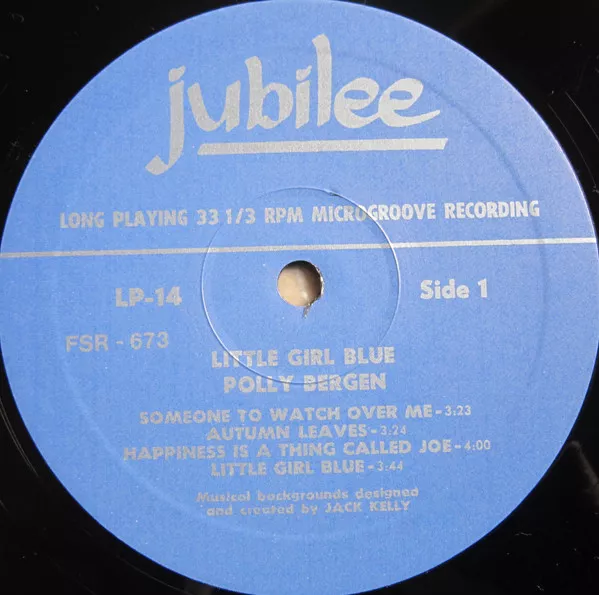 jubilee
LONG PLAYING 33 1/3 RPM MICROGROOVE RECORDING
LP-14
Side 1
FSR - 673
LITTLE GIRL BLUE
POLLY BERGEN
SOMEONE TO WATCH OVER ME-3:23
AUTUMN LEAVES-3:24
HAPPINESS IS A THING CALLED JOE-4:00
LITTLE GIRL BLUE-3:44
Musical backgrounds designed
and created by JACK KELLY